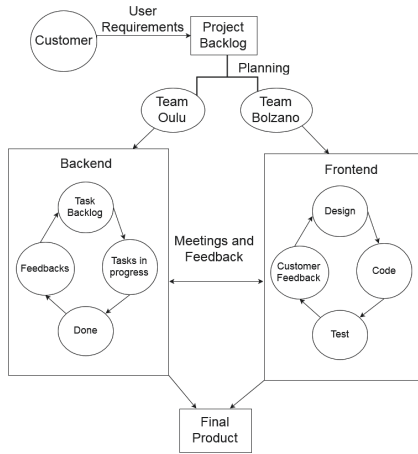 User
Requirements
Customer
Project
Backlog
Planning
Team
Oulu
Team
Bolzano
Backend
Task
Backlog
Tasks in
progress
Done
Feedbacks
Meetings and
Feedback
Frontend
Design
Code
Test
Customer
Feedback
Final
Product